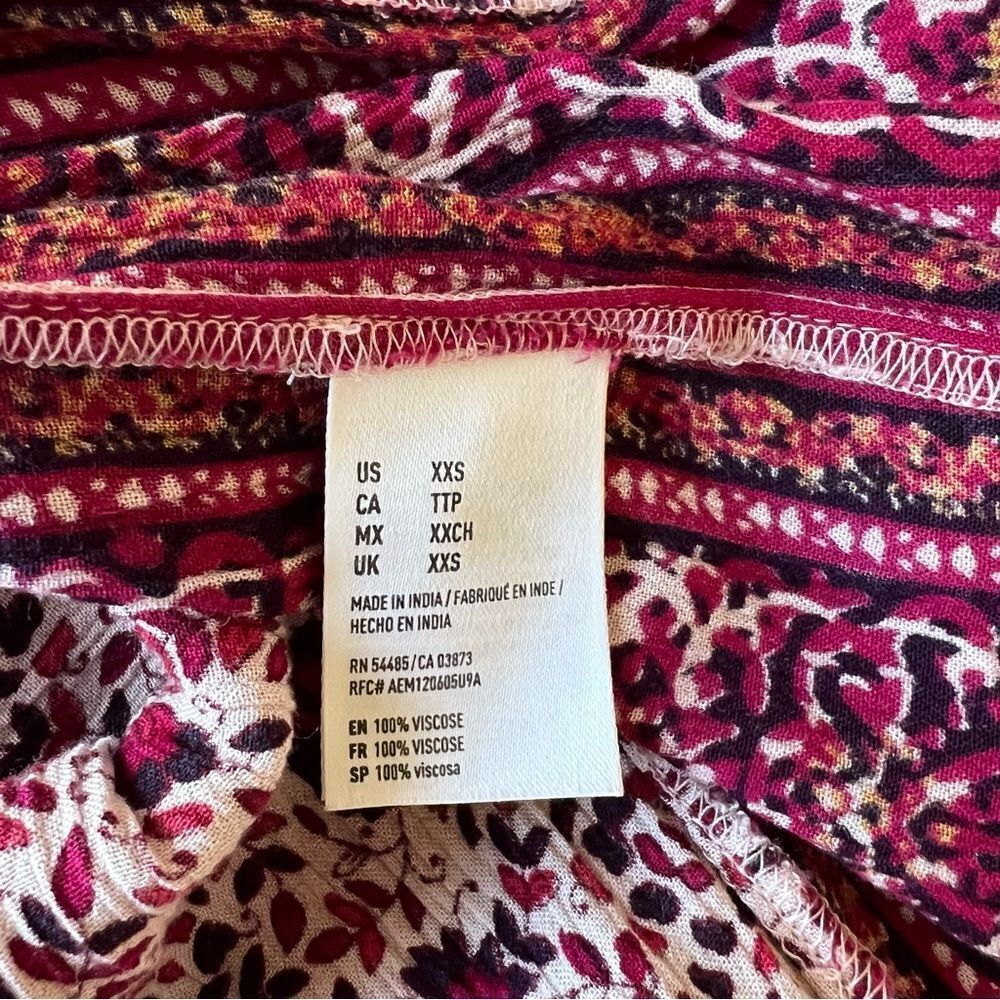 US XXS
CA TTP
MX XXCH
UK XXS
MADE IN INDIA / FABRIQUÉ EN INDE /
HECHO EN INDIA
RN 54485 / CA 03873
RFC# AEM120605U9A
EN 100% VISCOSE
FR 100% VISCOSE
SP 100% viscosa